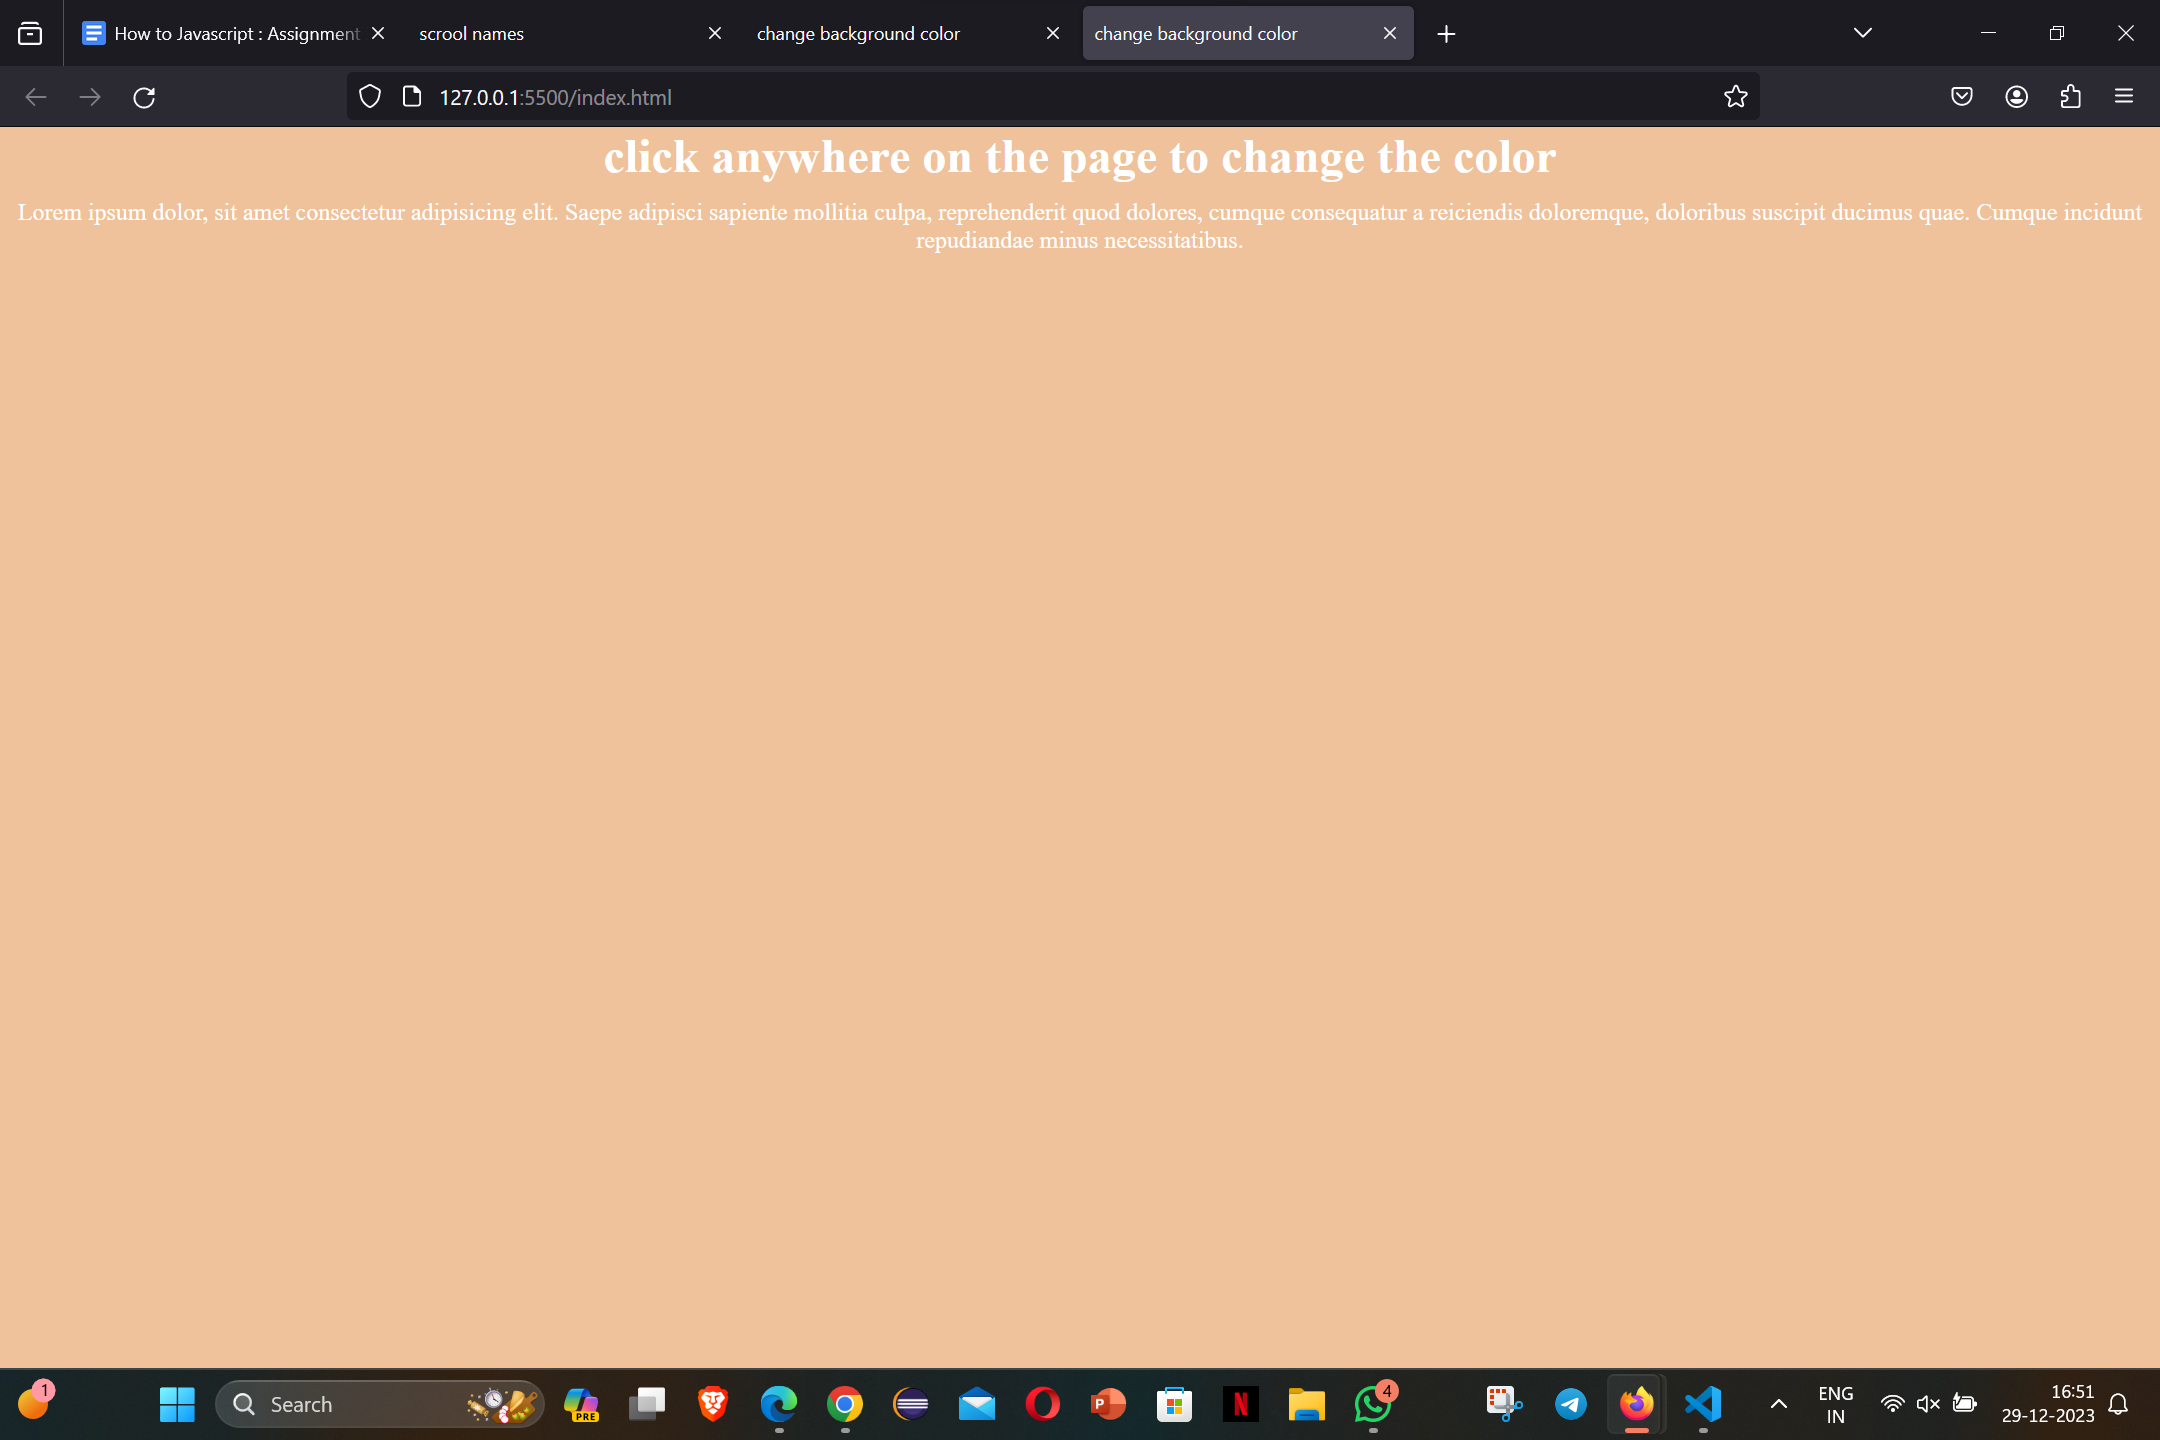 How to Javascript : Assignment
scrool names
change background color
change background color
127.0.0.1:5500/index.html
click anywhere on the page to change the color
Lorem ipsum dolor, sit amet consectetur adipisicing elit. Saepe adipisci sapiente mollitia culpa, reprehenderit quod dolores, cumque consequatur a reiciendis doloremque, doloribus suscipit ducimus quae. Cumque incidunt
repudiandae minus necessitatibus.
1
Search
PRE
P
N
4
ENG
IN
16:51
29-12-2023